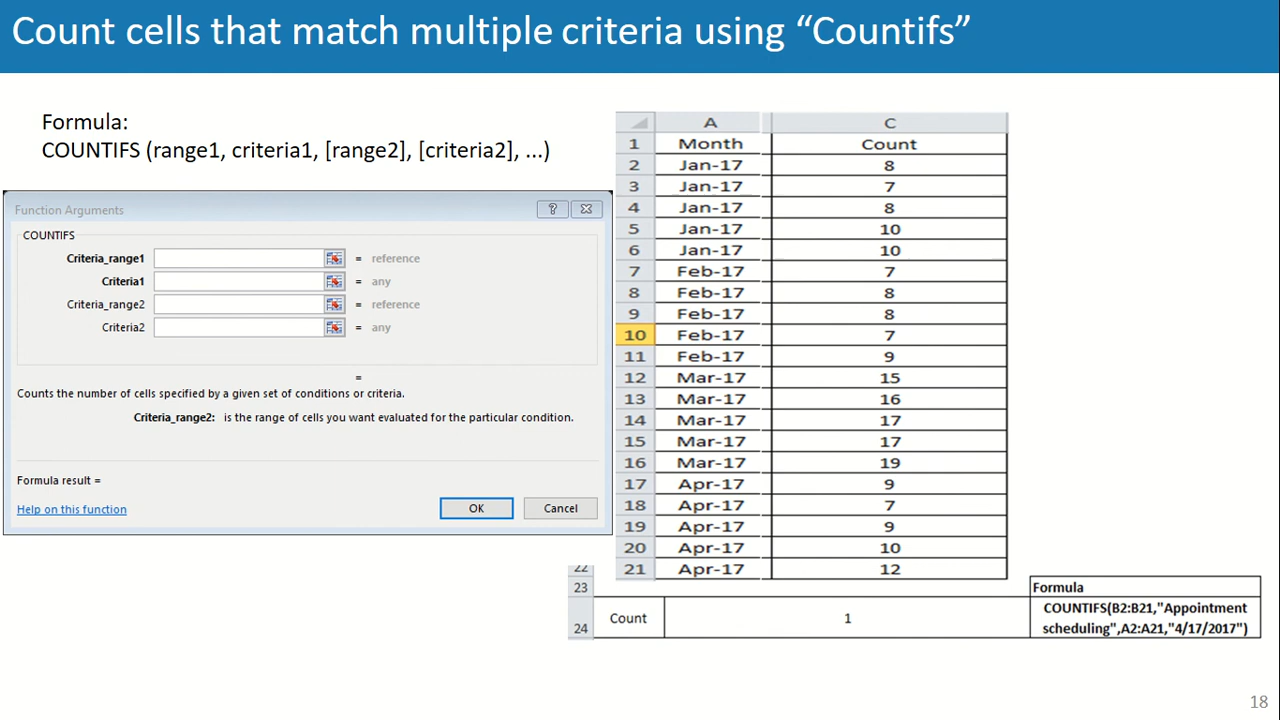 Count cells that match multiple criteria using “Countifs”
Formula:
COUNTIFS (range1, criteria1, [range2], [criteria2], ...)
Function Arguments
?
COUNTIFS
Criteria_range1 = reference
Criteria1 = any
Criteria_range2 = reference
Criteria2 = any
=
Counts the number of cells specified by a given set of conditions or criteria.
Criteria_range2: is the range of cells you want evaluated for the particular condition.
Formula result =
Help on this function
OK
Cancel
A C
1 Month Count
2 Jan-17 8
3 Jan-17 7
4 Jan-17 8
5 Jan-17 10
6 Jan-17 10
7 Feb-17 7
8 Feb-17 8
9 Feb-17 8
10 Feb-17 7
11 Feb-17 9
12 Mar-17 15
13 Mar-17 16
14 Mar-17 17
15 Mar-17 17
16 Mar-17 19
17 Apr-17 9
18 Apr-17 7
19 Apr-17 9
20 Apr-17 10
21 Apr-17 12
22
23 Formula
24 Count 1 COUNTIFS(B2:B21,"Appointment
scheduling",A2:A21,"4/17/2017")
18